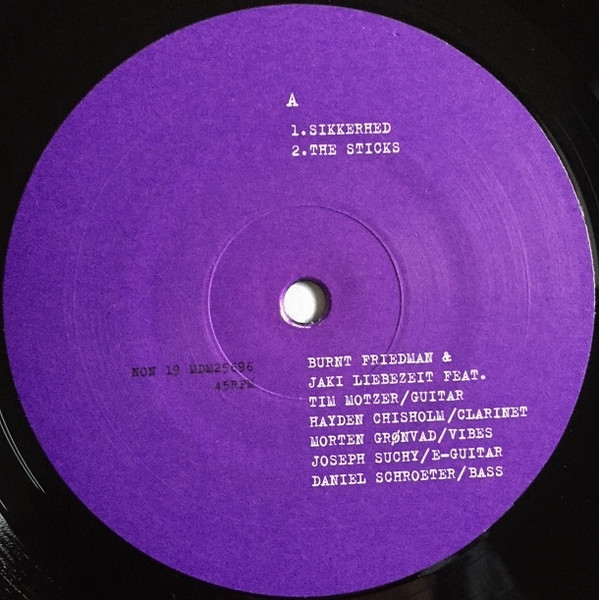 A
1.SIKKERHED
2.THE STICKS
NON 19 MDM25696
45RPM
BURNT FRIEDMAN &
JAKI LIEBEZEIT FEAT.
TIM MOTZER/GUITAR
HAYDEN CHISHOLM/CLARINET
MORTEN GRØNVAD/VIBES
JOSEPH SUCHY/E-GUITAR
DANIEL SCHROETER/BASS